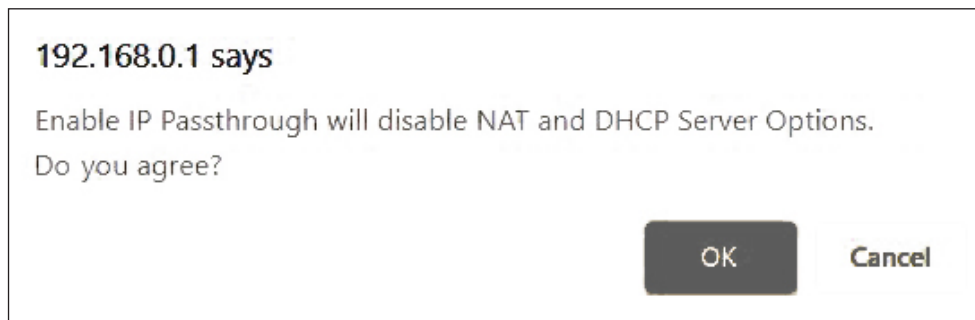 192.168.0.1 says
Enable IP Passthrough will disable NAT and DHCP Server Options.
Do you agree?
OK
Cancel